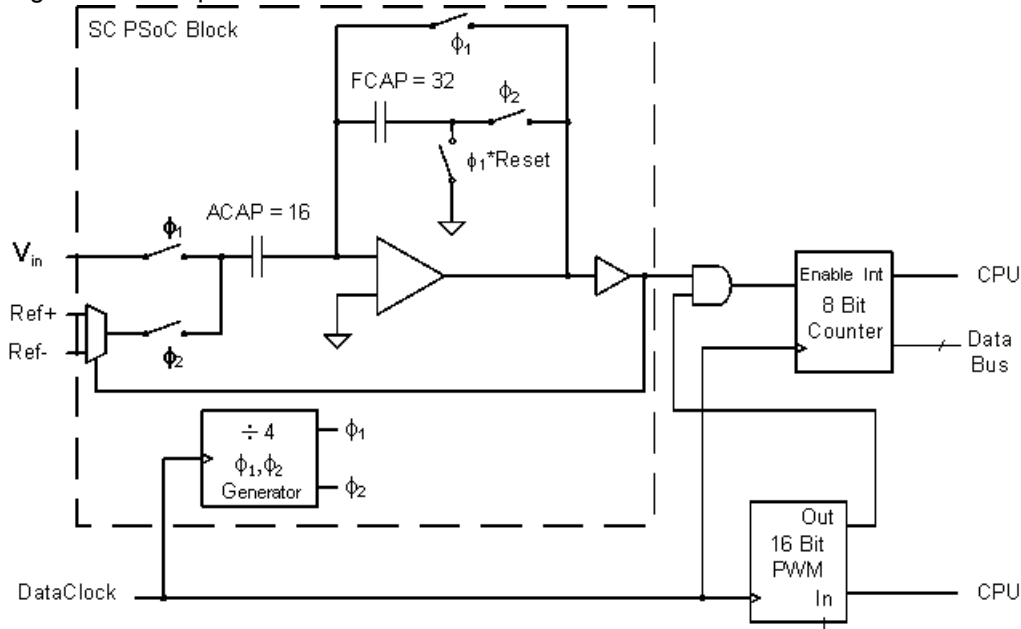 SC PSoC Block
ϕ1
FCAP = 32
ϕ2
ϕ1*Reset
ACAP = 16
ϕ1
Vin
Ref+
Ref-
ϕ2
Enable Int
8 Bit
Counter
CPU
Data
Bus
÷ 4
ϕ1,ϕ2
Generator
ϕ1
ϕ2
Out
16 Bit
PWM
In
DataClock
CPU